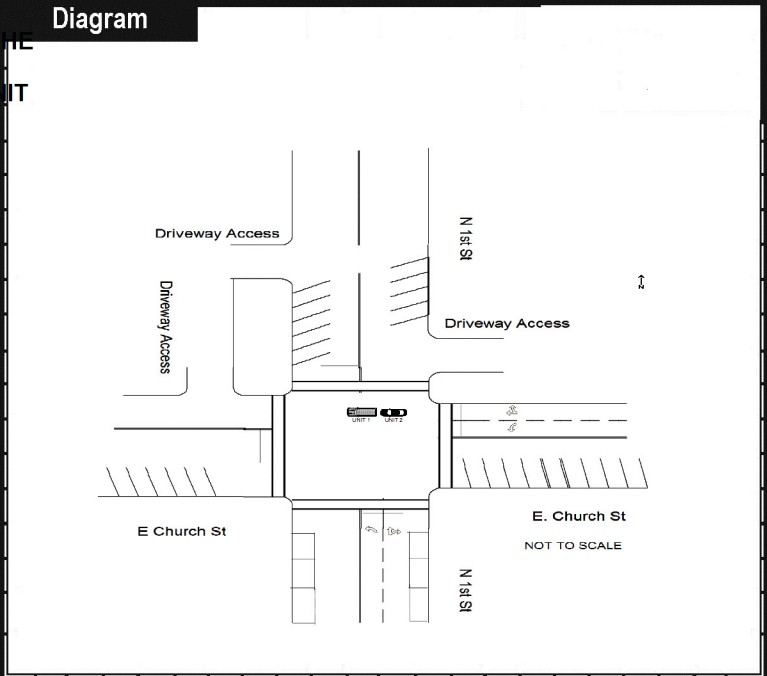 Diagram
HE
IIT
N 1st St
Driveway Access
N
Driveway Access
Driveway Access
UNIT 1
UNIT 2
E. Church St
E Church St
NOT TO SCALE
N 1st St